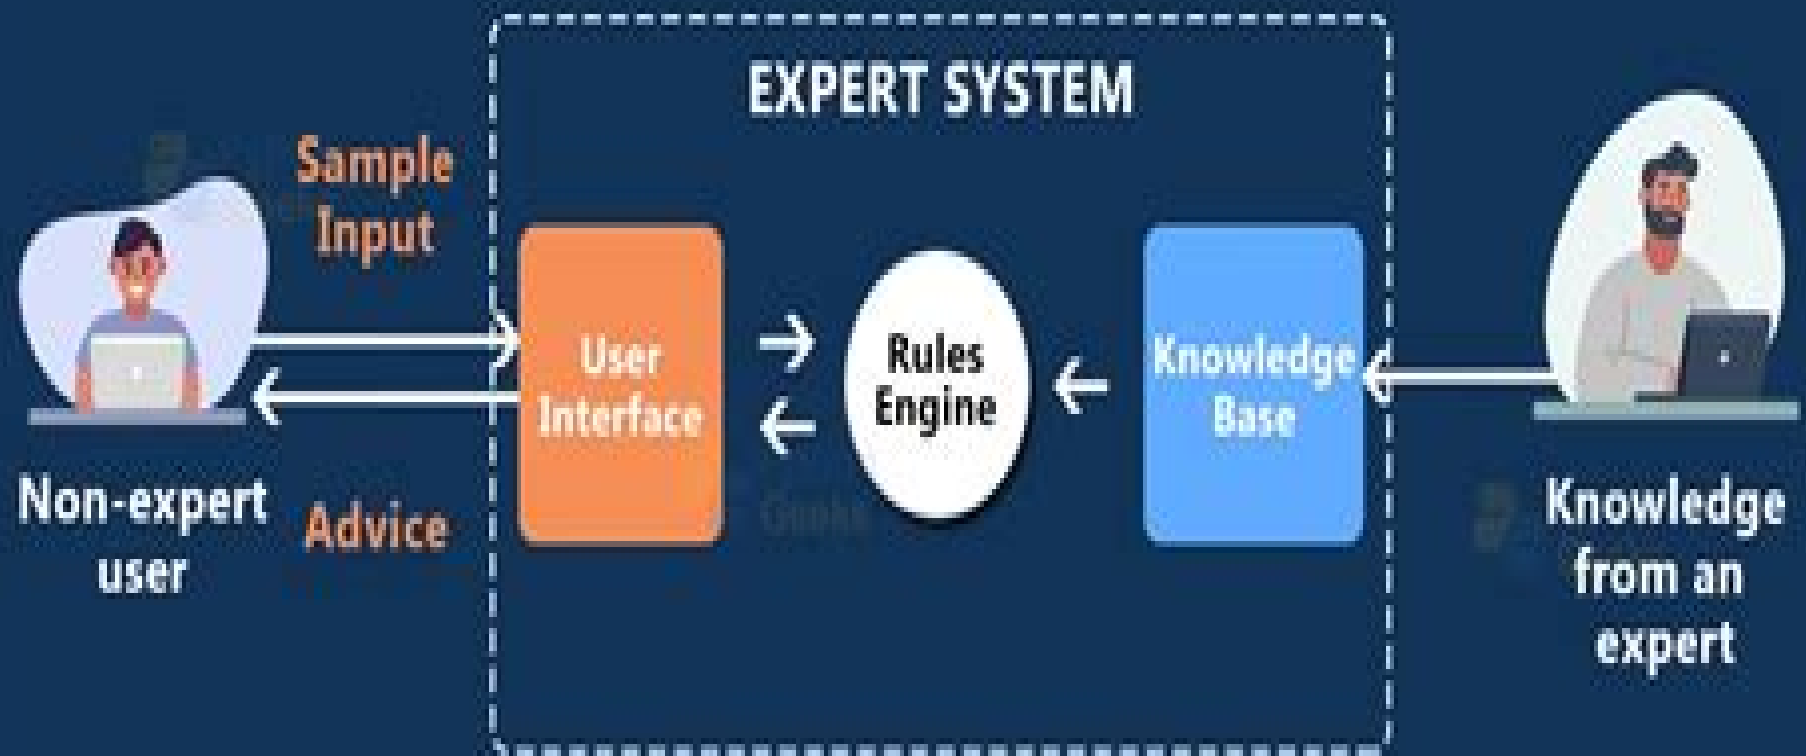 EXPERT SYSTEM
Sample
Input
User
Interface
Rules
Engine
Knowledge
Base
Non-expert
user
Advice
Knowledge
from an
expert